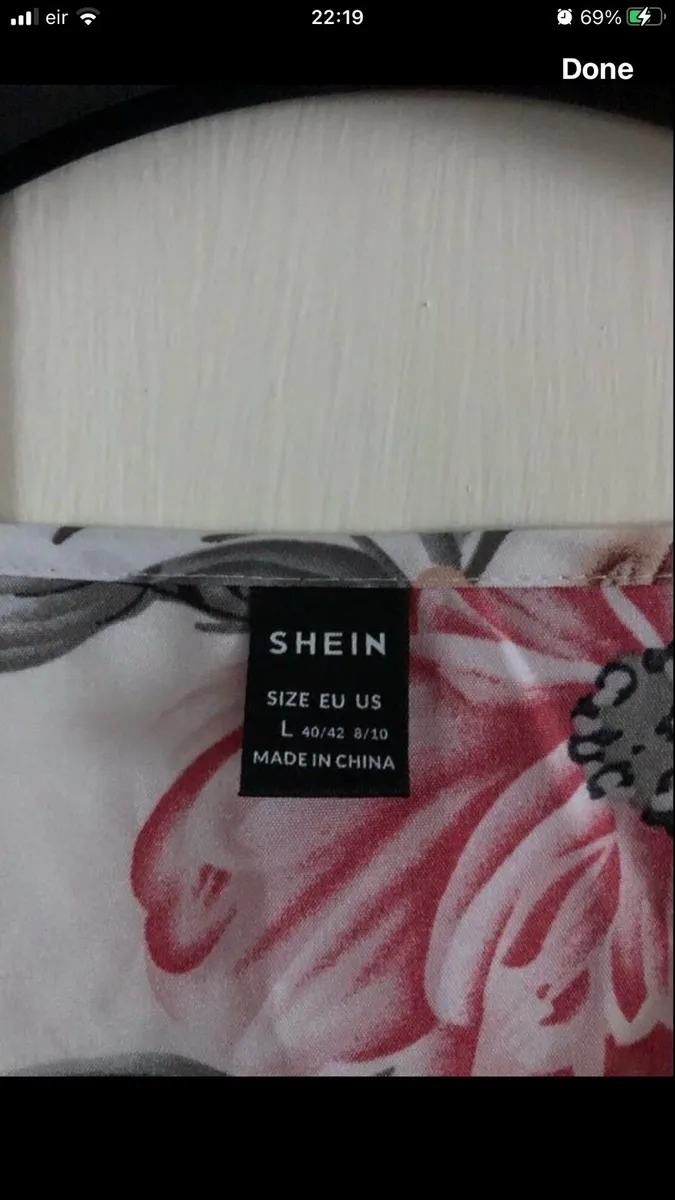 eir 22:19 69%
Done
SHEIN
SIZE EU US
L 40/42 8/10
MADE IN CHINA